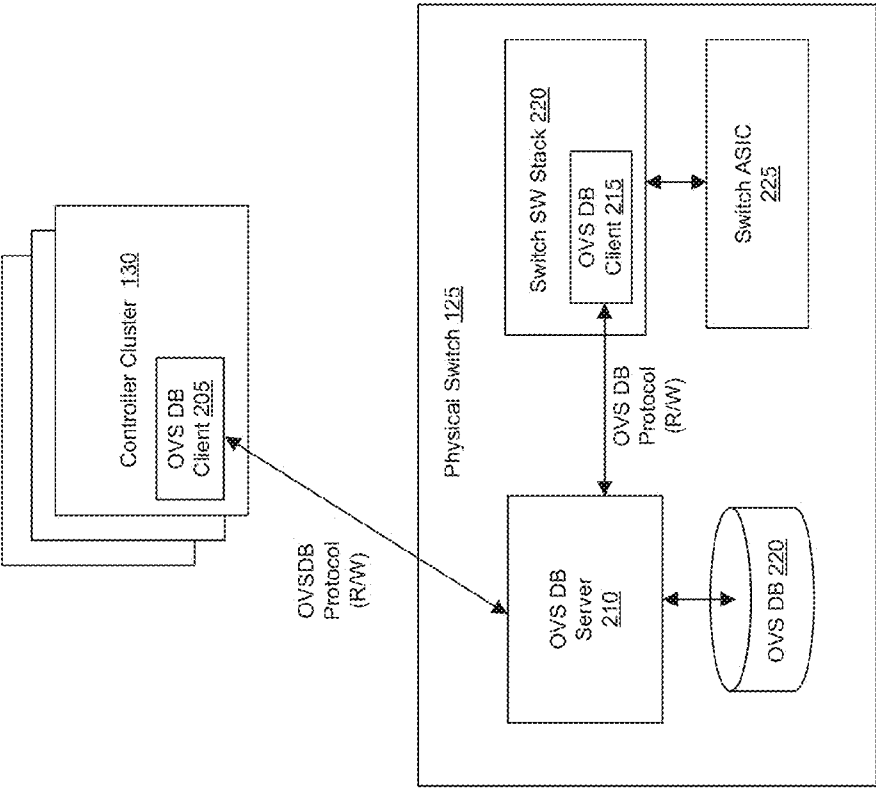 Controller Cluster 130
OVS DB
Client 205
OVSDB
Protocol
(R/W)
Physical Switch 125
OVS DB
Server
210
OVS DB 220
OVS DB
Protocol
(R/W)
Switch SW Stack 220
OVS DB
Client 215
Switch ASIC
225